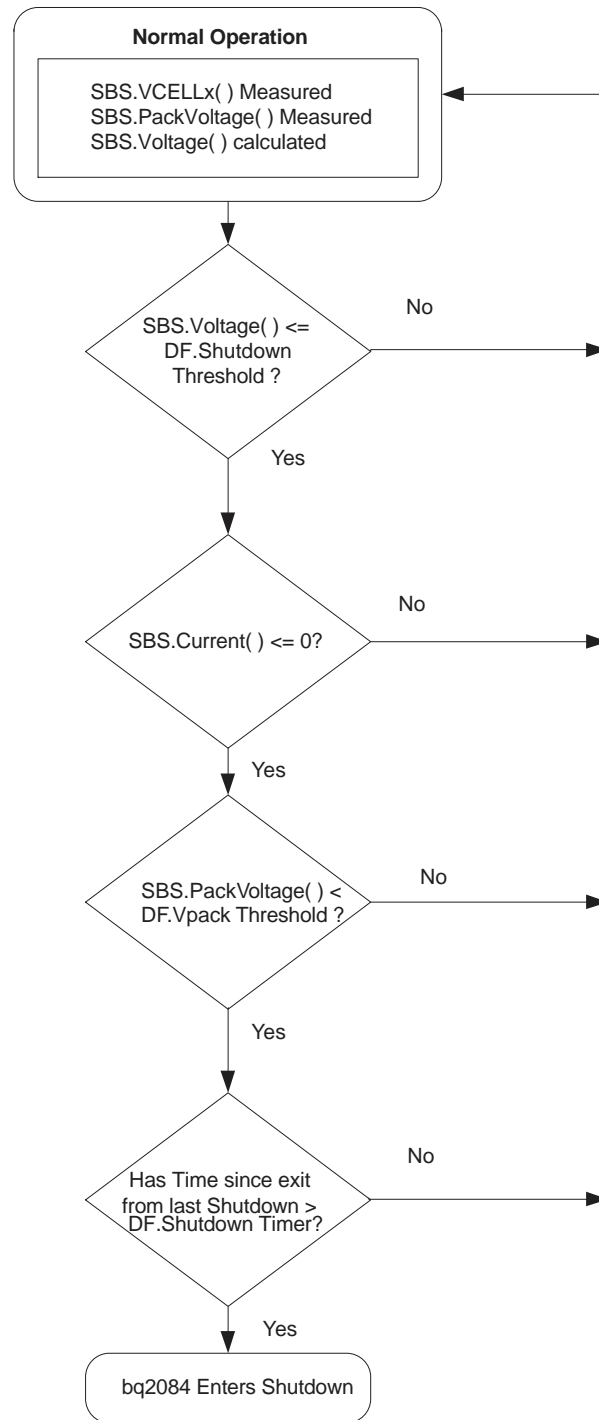 Normal Operation
SBS.VCELLx( ) Measured
SBS.PackVoltage( ) Measured
SBS.Voltage( ) calculated
SBS.Voltage( ) <=
DF.Shutdown
Threshold ?
No
Yes
SBS.Current( ) <= 0?
No
Yes
SBS.PackVoltage( ) <
DF.Vpack Threshold ?
No
Yes
Has Time since exit
from last Shutdown >
DF.Shutdown Timer?
No
Yes
bq2084 Enters Shutdown